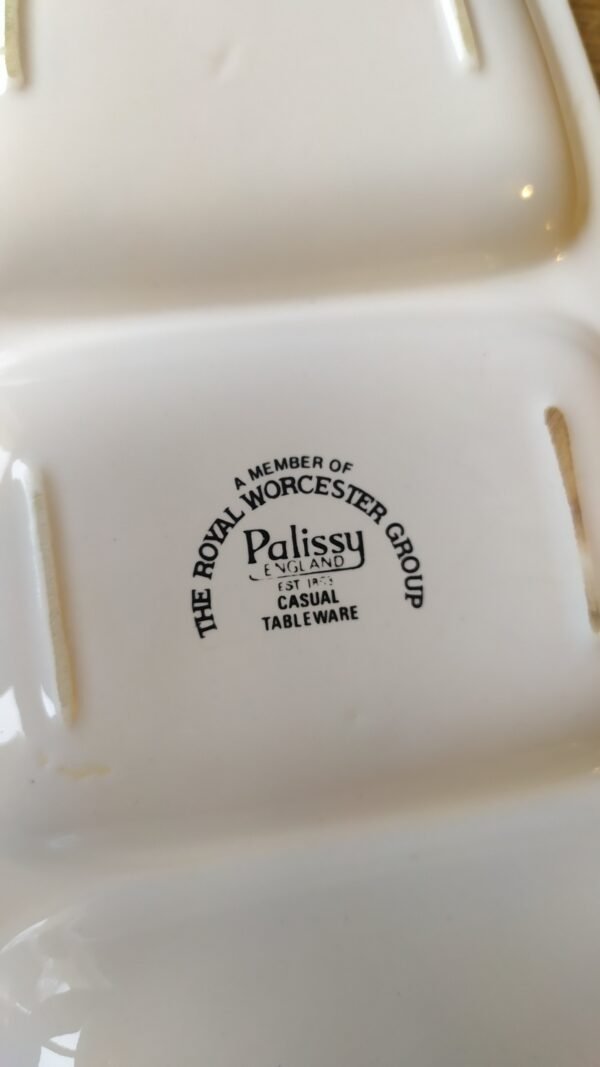 A MEMBER OF
THE ROYAL WORCESTER GROUP
Palissy
ENGLAND
EST
CASUAL
TABLEWARE